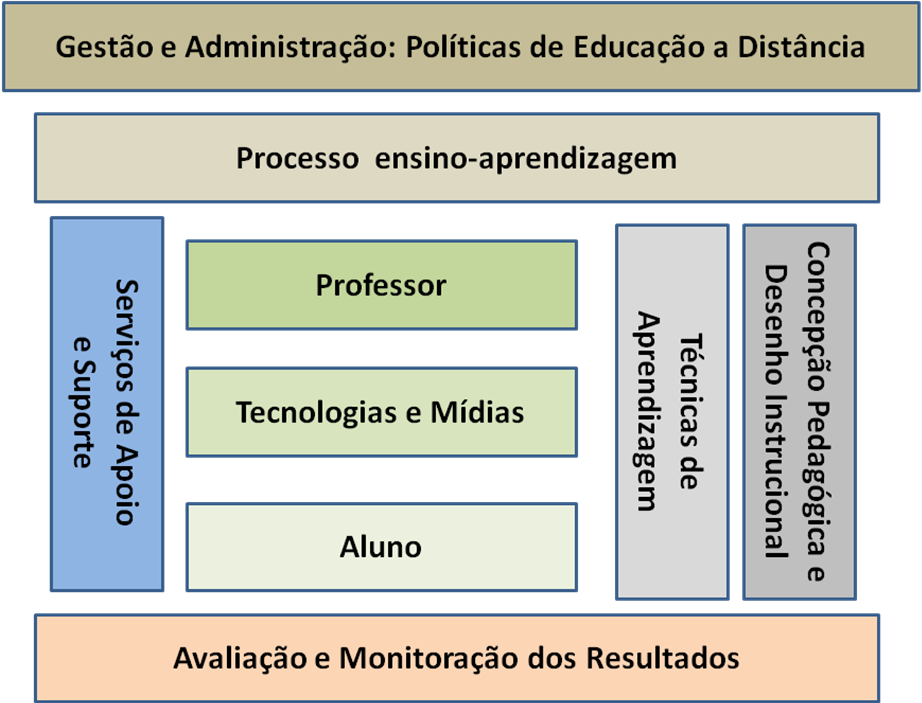 Gestão e Administração: Políticas de Educação a Distância
Processo ensino-aprendizagem
Serviços de Apoio
e Suporte
Professor
Tecnologias e Mídias
Aluno
Técnicas de
Aprendizagem
Concepção Pedagógica e
Desenho Instrucional
Avaliação e Monitoração dos Resultados